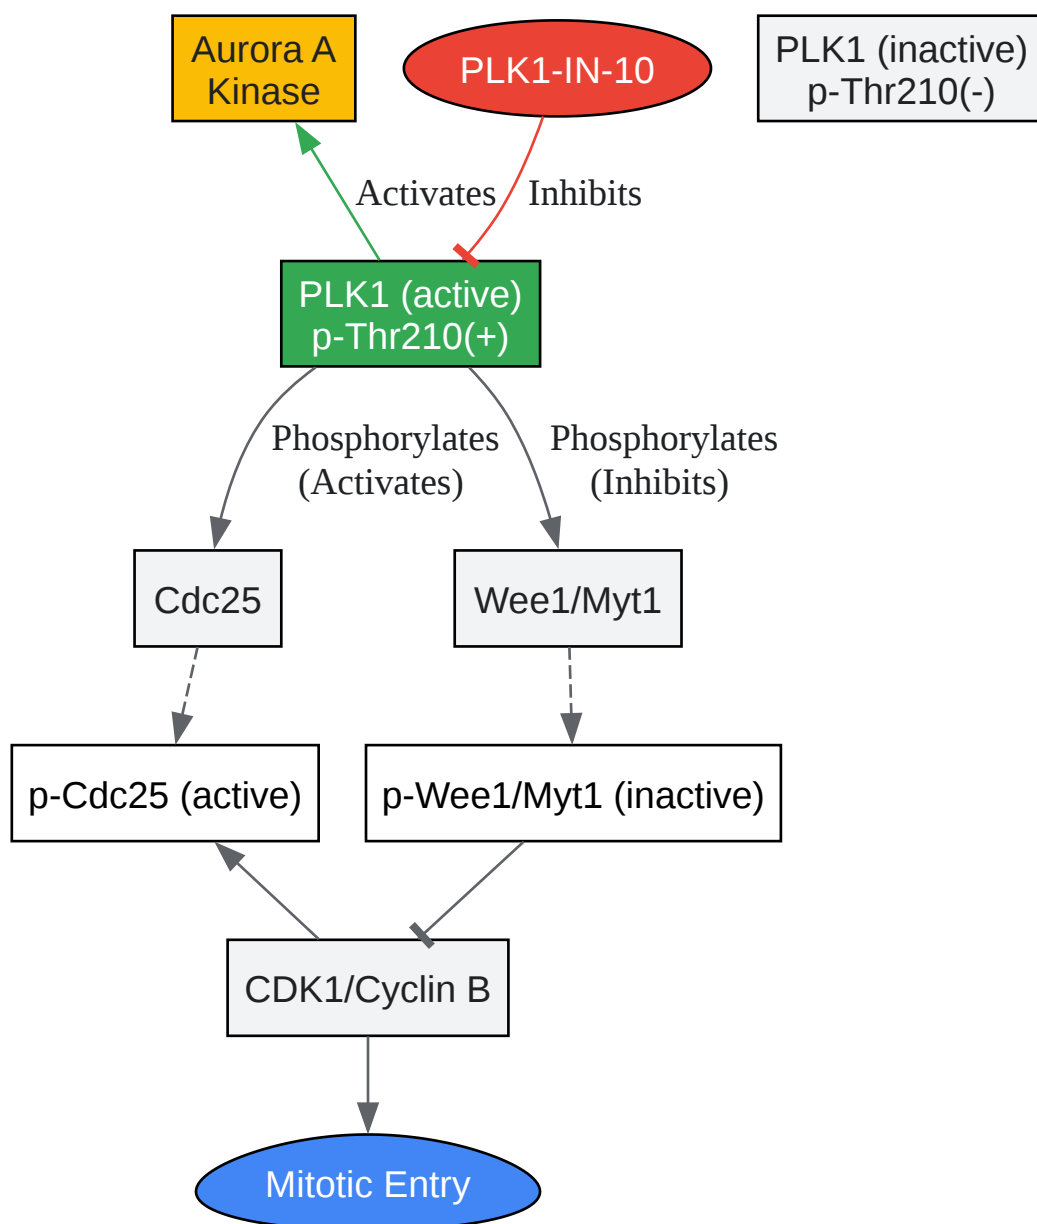 Aurora A
Kinase
PLK1-IN-10
PLK1 (inactive)
p-Thr210(-)
Activates
Inhibits
PLK1 (active)
p-Thr210(+)
Phosphorylates
(Activates)
Phosphorylates
(Inhibits)
Cdc25
Wee1/Myt1
p-Cdc25 (active)
p-Wee1/Myt1 (inactive)
CDK1/Cyclin B
Mitotic Entry